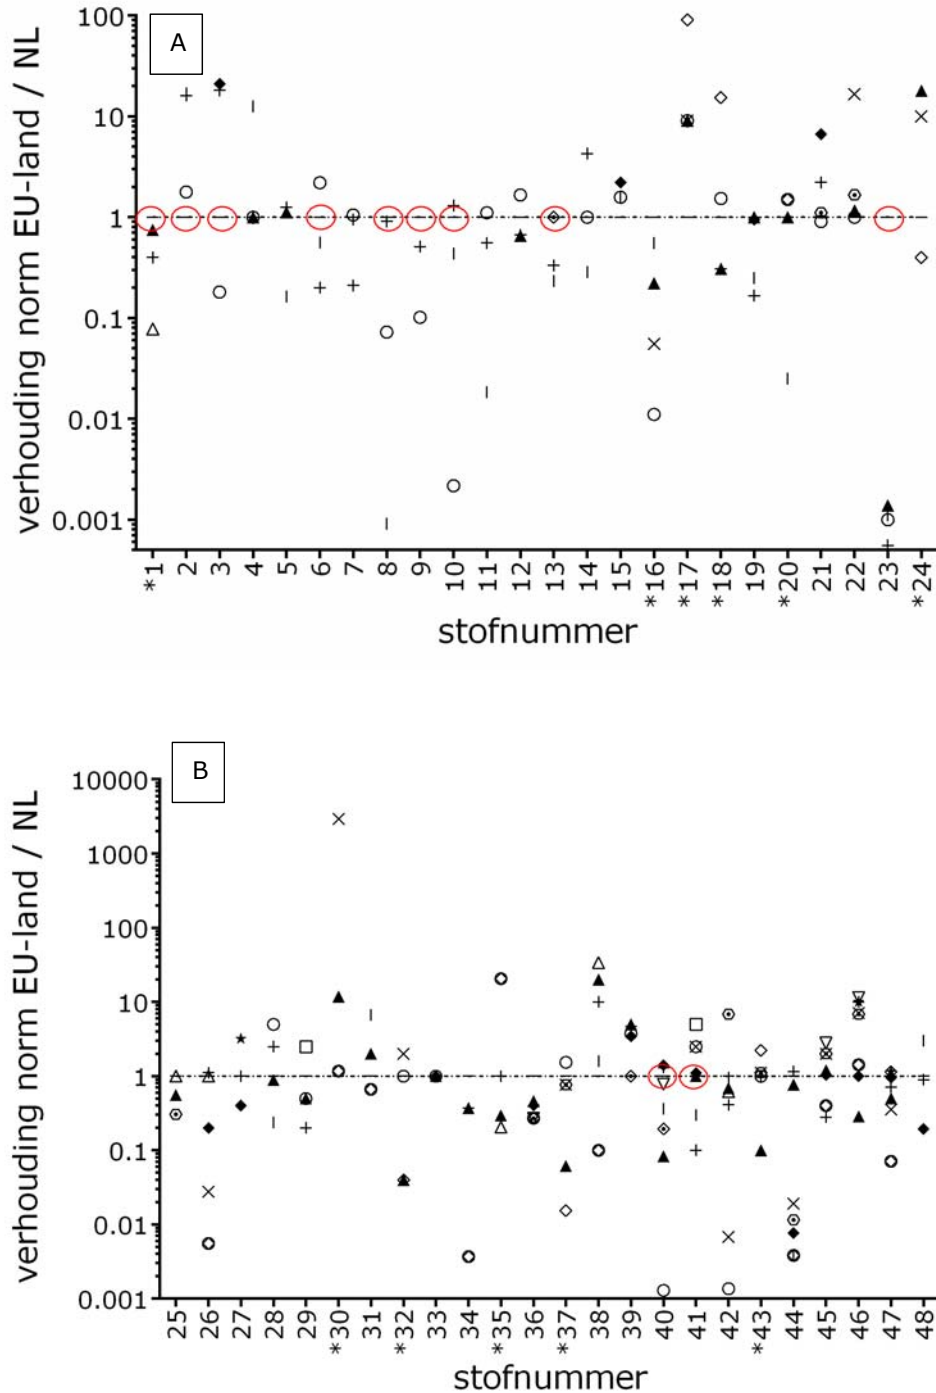 A
verhouding norm EU-land / NL
100
10
1
0.1
0.01
0.001
*1 2 3 4 5 6 7 8 9 10 11 12 13 14 15 *16 *17 *18 19 *20 21 22 23 *24
stofnummer
B
verhouding norm EU-land / NL
10000
1000
100
10
1
0.1
0.01
0.001
25 26 27 28 29 *30 31 *32 33 34 *35 36 *37 38 39 40 41 42 *43 44 45 46 47 48
stofnummer